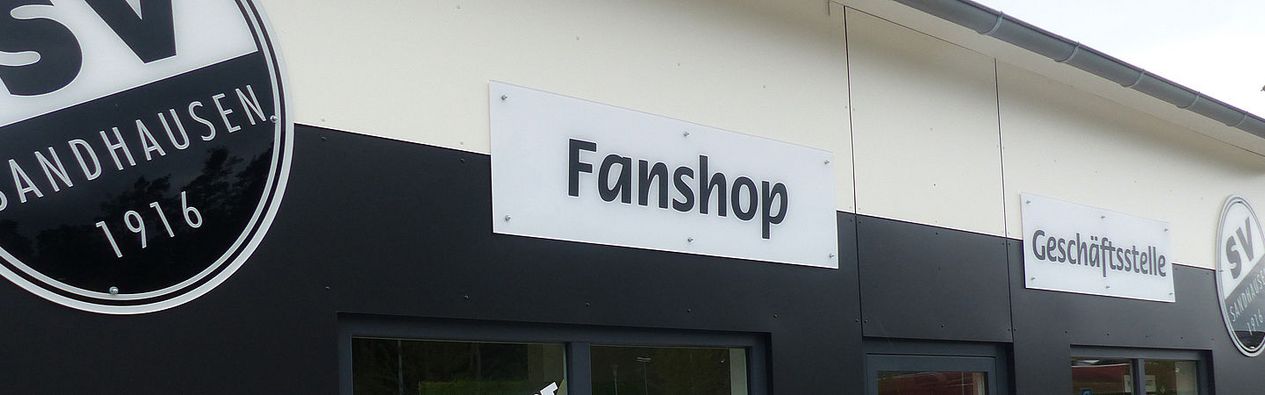 SV
SANDHAUSEN
1916
Fanshop
Geschäftsstelle
SV
SANDHAUSEN
1916